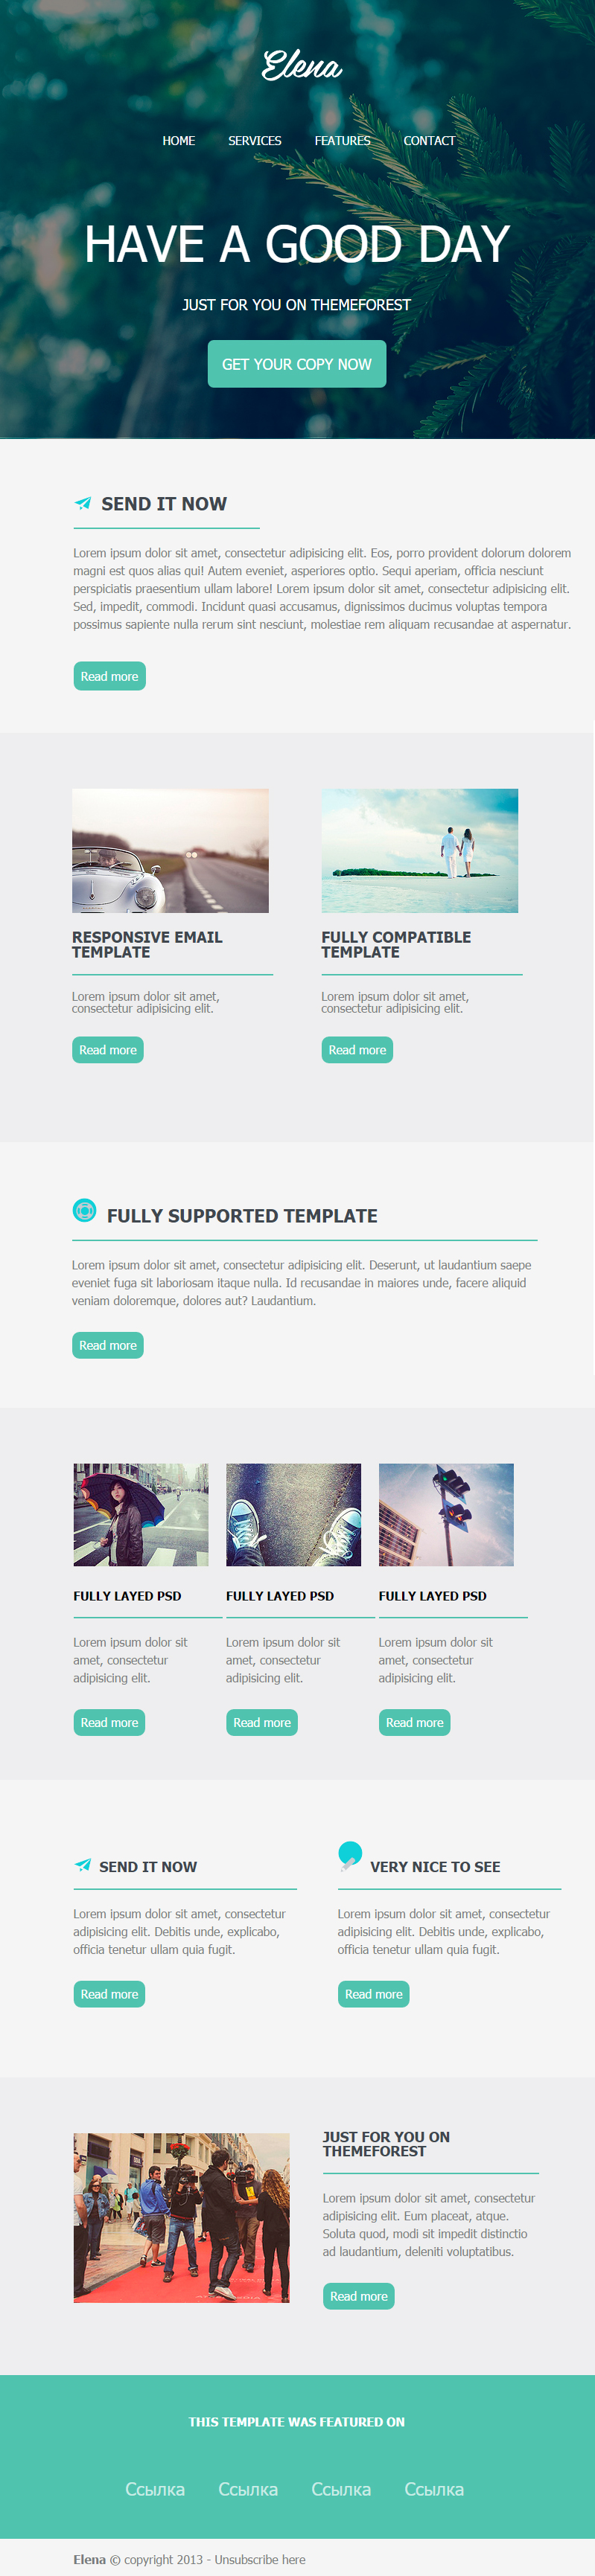 Elena
HOME SERVICES FEATURES CONTACT
HAVE A GOOD DAY
JUST FOR YOU ON THEMEFOREST
GET YOUR COPY NOW
SEND IT NOW
Lorem ipsum dolor sit amet, consectetur adipisicing elit. Eos, porro provident dolorum dolorem
magni est quos alias qui! Autem eveniet, asperiores optio. Sequi aperiam, officia nesciunt
perspiciatis praesentium ullam labore! Lorem ipsum dolor sit amet, consectetur adipisicing elit.
Sed, impedit, commodi. Incidunt quasi accusamus, dignissimos ducimus voluptas tempora
possimus sapiente nulla rerum sint nesciunt, molestiae rem aliquam recusandae at aspernatur.
Read more
RESPONSIVE EMAIL
TEMPLATE
Lorem ipsum dolor sit amet,
consectetur adipisicing elit.
Read more
FULLY COMPATIBLE
TEMPLATE
Lorem ipsum dolor sit amet,
consectetur adipisicing elit.
Read more
FULLY SUPPORTED TEMPLATE
Lorem ipsum dolor sit amet, consectetur adipisicing elit. Deserunt, ut laudantium saepe
eveniet fuga sit laboriosam itaque nulla. Id recusandae in maiores unde, facere aliquid
veniam doloremque, dolores aut? Laudantium.
Read more
FULLY LAYED PSD
Lorem ipsum dolor sit
amet, consectetur
adipisicing elit.
Read more
FULLY LAYED PSD
Lorem ipsum dolor sit
amet, consectetur
adipisicing elit.
Read more
FULLY LAYED PSD
Lorem ipsum dolor sit
amet, consectetur
adipisicing elit.
Read more
SEND IT NOW
Lorem ipsum dolor sit amet, consectetur
adipisicing elit. Debitis unde, explicabo,
officia tenetur ullam quia fugit.
Read more
VERY NICE TO SEE
Lorem ipsum dolor sit amet, consectetur
adipisicing elit. Debitis unde, explicabo,
officia tenetur ullam quia fugit.
Read more
JUST FOR YOU ON
THEMEFOREST
Lorem ipsum dolor sit amet, consectetur
adipisicing elit. Eum placeat, atque.
Soluta quod, modi sit impedit distinctio
ad laudantium, deleniti voluptatibus.
Read more
THIS TEMPLATE WAS FEATURED ON
Ссылка Ссылка Ссылка Ссылка
Elena © copyright 2013 - Unsubscribe here